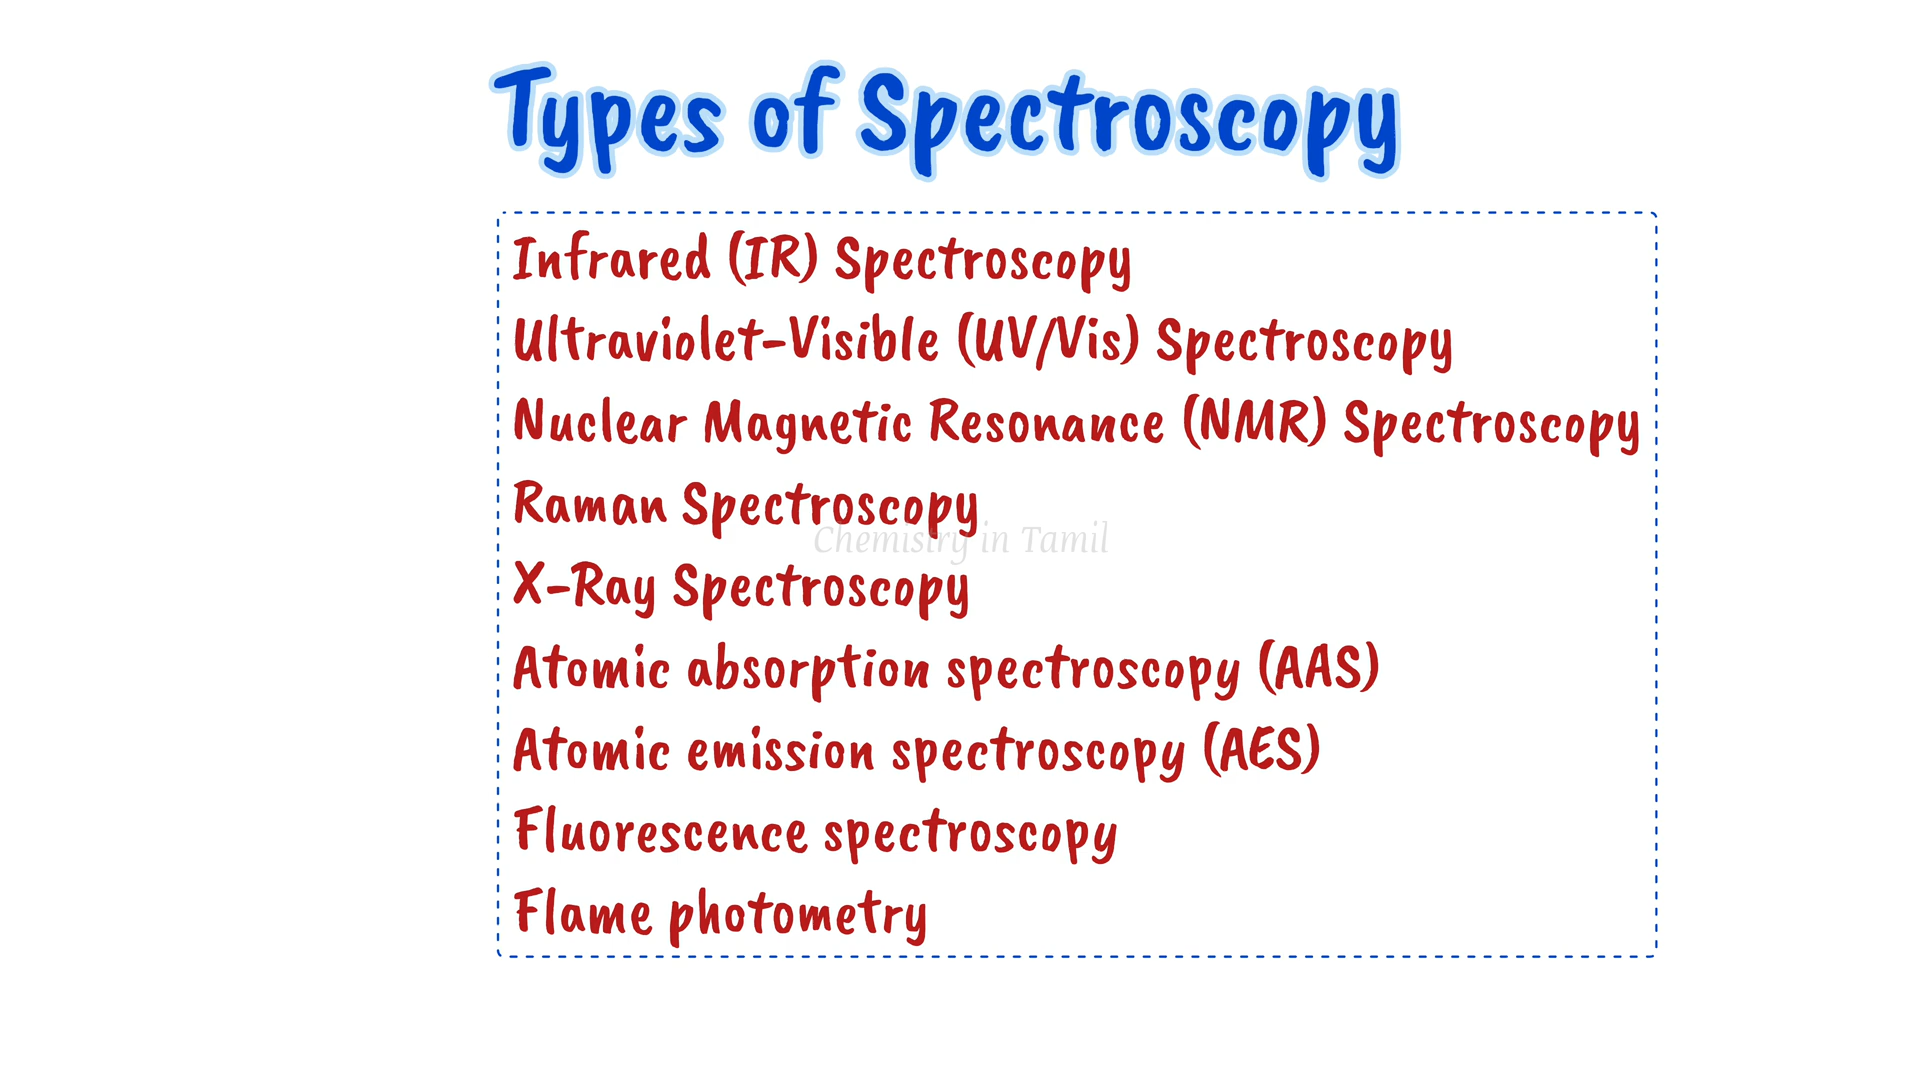 Types of Spectroscopy
Infrared (IR) Spectroscopy
Ultraviolet-Visible (UV/Vis) Spectroscopy
Nuclear Magnetic Resonance (NMR) Spectroscopy
Raman Spectroscopy
Chemistry in Tamil
X-Ray Spectroscopy
Atomic absorption spectroscopy (AAS)
Atomic emission spectroscopy (AES)
Fluorescence spectroscopy
Flame photometry